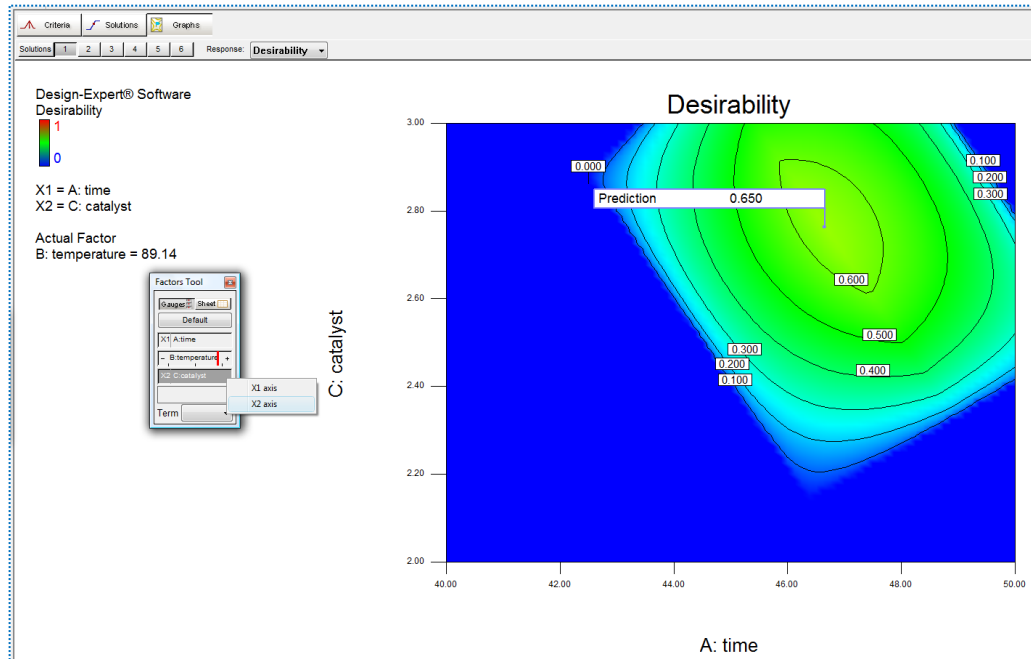 Criteria Solutions Graphs
Solutions 1 2 3 4 5 6 Response: Desirability
Design-Expert® Software
Desirability
1
0
X1 = A: time
X2 = C: catalyst
Actual Factor
B: temperature = 89.14
Factors Tool
Gauges Sheet
Default
X1 A:time
- B:temperature +
X2 C:catalyst
X1 axis
X2 axis
Term
Desirability
C: catalyst
3.00
2.80
2.60
2.40
2.20
2.00
40.00 42.00 44.00 46.00 48.00 50.00
A: time
0.000
0.100
0.200
0.300
Prediction 0.650
0.600
0.500
0.400
0.300
0.200
0.100